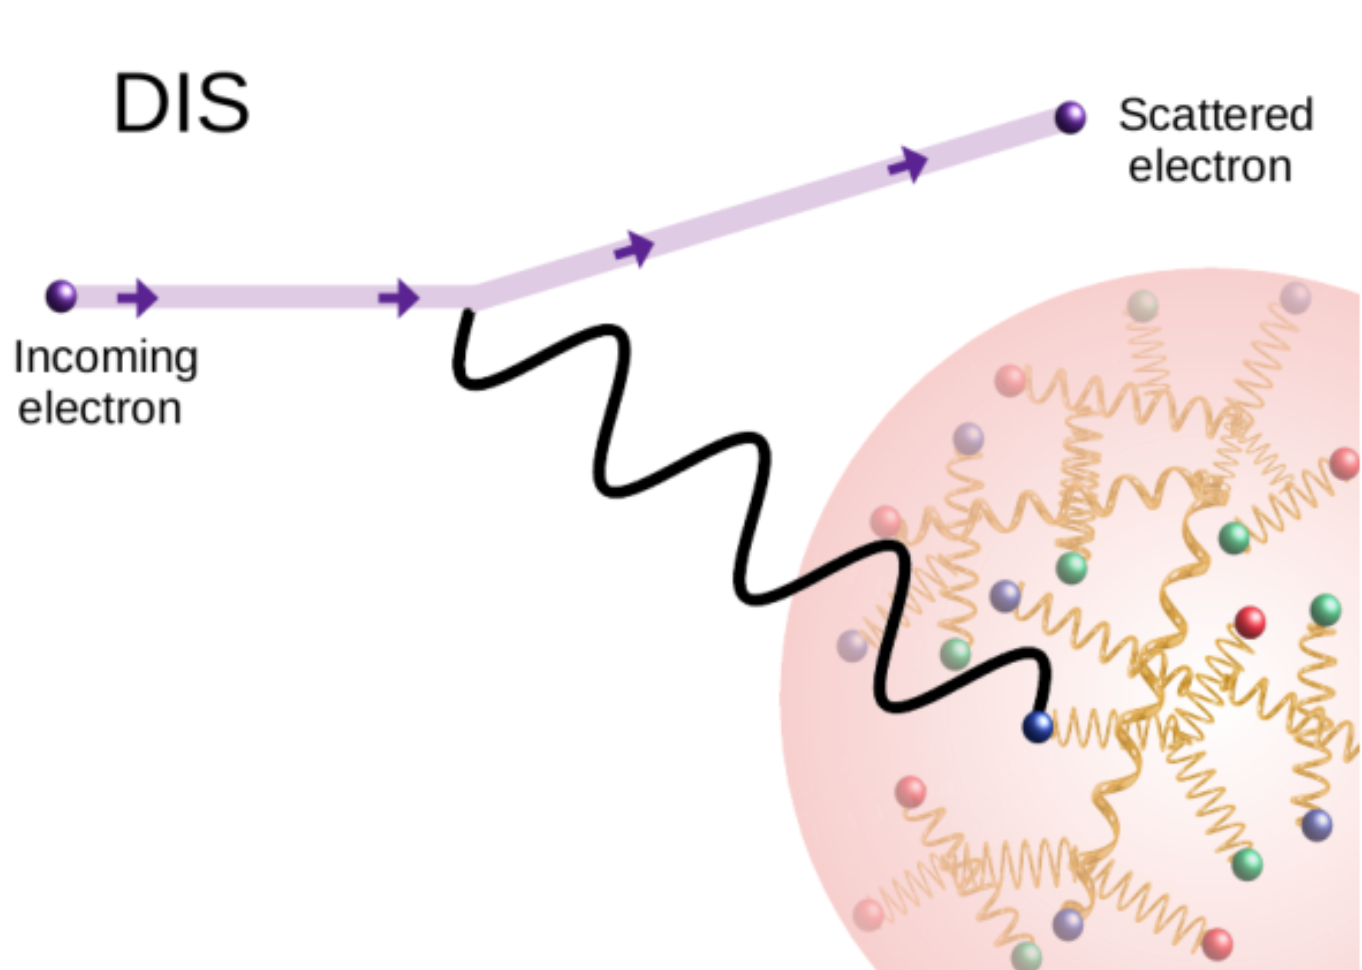 DIS
Scattered
electron
Incoming
electron